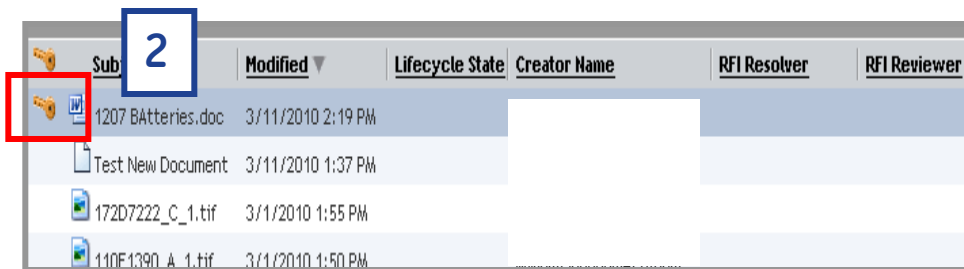 2
Sub Modified Lifecycle State Creator Name RFI Resolver RFI Reviewer
1207 BAtteries.doc 3/11/2010 2:19 PM
Test New Document 3/11/2010 1:37 PM
172D7222_C_1.tif 3/1/2010 1:55 PM
110E1390_A_1.tif 3/1/2010 1:50 PM